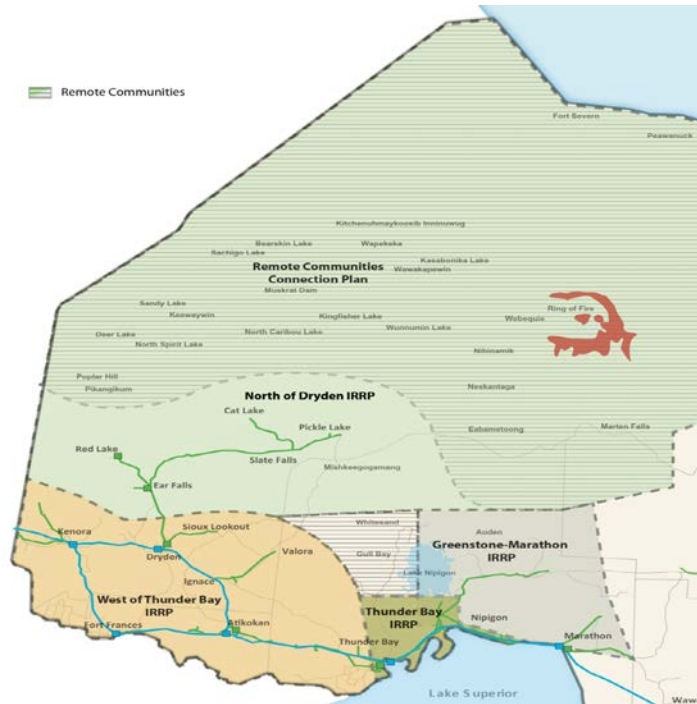 Remote Communities
Fort Severn
Peawanuck
Kitchenuhmaykoosib Inninuwug
Bearskin Lake
Wapekeka
Sachigo Lake
Kasabonika Lake
Remote Communities
Connection Plan
Wawakapewin
Muskrat Dam
Sandy Lake
Keewaywin
Kingfisher Lake
Ring of Fire
Webequie
Deer Lake
North Caribou Lake
Wunnumin Lake
North Spirit Lake
Nibinamik
Poplar Hill
Pikangikum
Neskantaga
North of Dryden IRRP
Cat Lake
Pickle Lake
Eabametoong
Marten Falls
Red Lake
Slate Falls
Mishkeegogamang
Ear Falls
Whitesand
Sioux Lookout
Kenora
Auden
Valora
Gull Bay
Greenstone-Marathon
IRRP
Dryden
Lake Nipigon
Ignace
West of Thunder Bay
IRRP
Thunder Bay
IRRP
Nipigon
Fort Frances
Atikokan
Thunder Bay
Marathon
Lake Superior
Waw